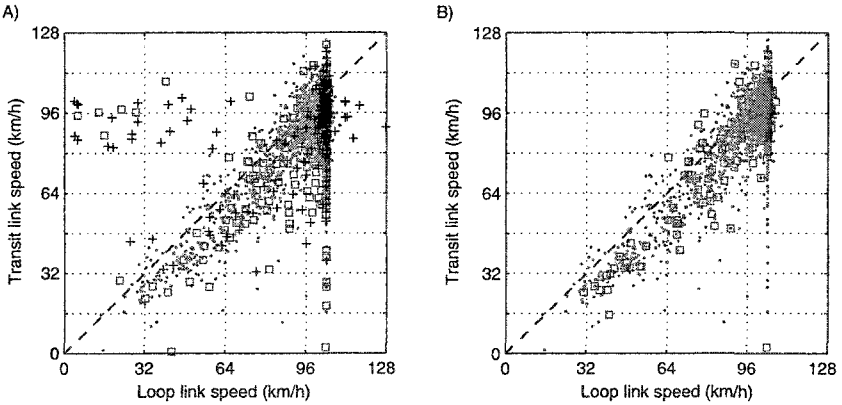 A)
128
96
64
32
0
Transit link speed (km/h)
0 32 64 96 128
Loop link speed (km/h)
B)
128
96
64
32
0
Transit link speed (km/h)
0 32 64 96 128
Loop link speed (km/h)